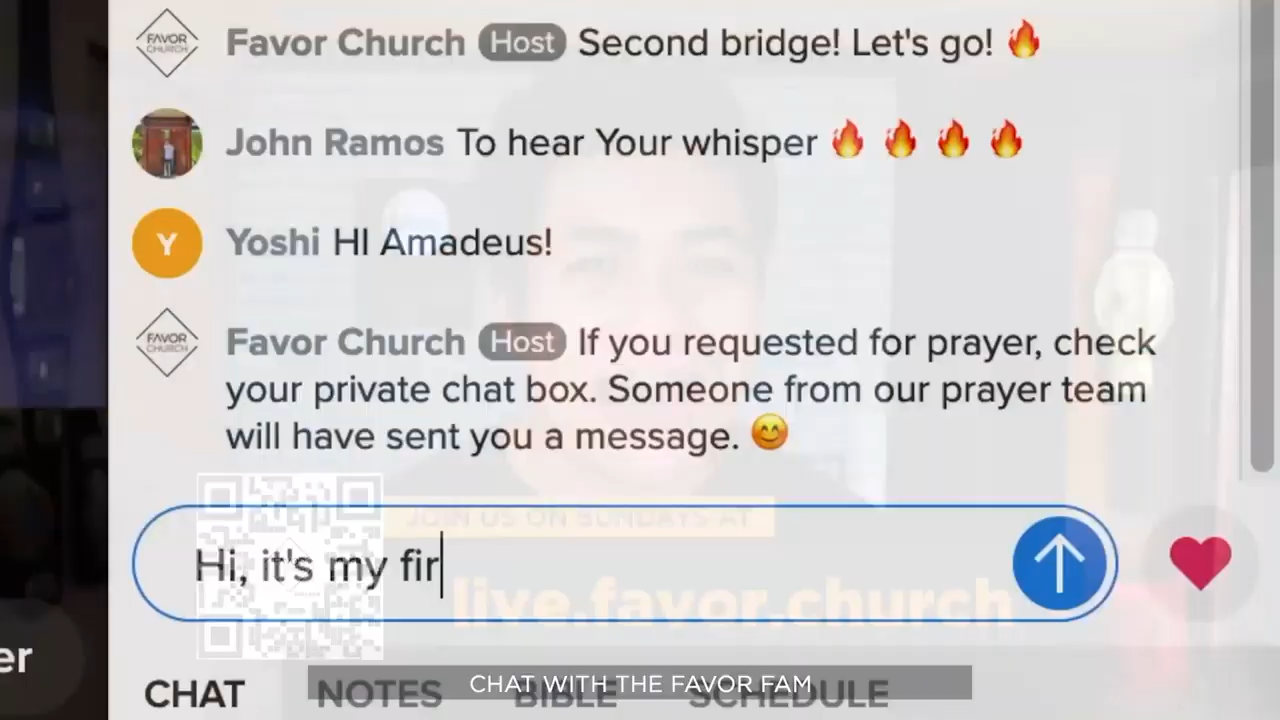 FAVOR
CHURCH
Favor Church Host Second bridge! Let's go! 🔥
John Ramos To hear Your whisper 🔥 🔥 🔥 🔥
Y
Yoshi HI Amadeus!
FAVOR
CHURCH
Favor Church Host If you requested for prayer, check
your private chat box. Someone from our prayer team
will have sent you a message. 😊
JOIN US ON SUNDAYS AT
Hi, it's my fir
live.favor.church
er
CHAT NOTES BIBLE SCHEDULE
CHAT WITH THE FAVOR FAM